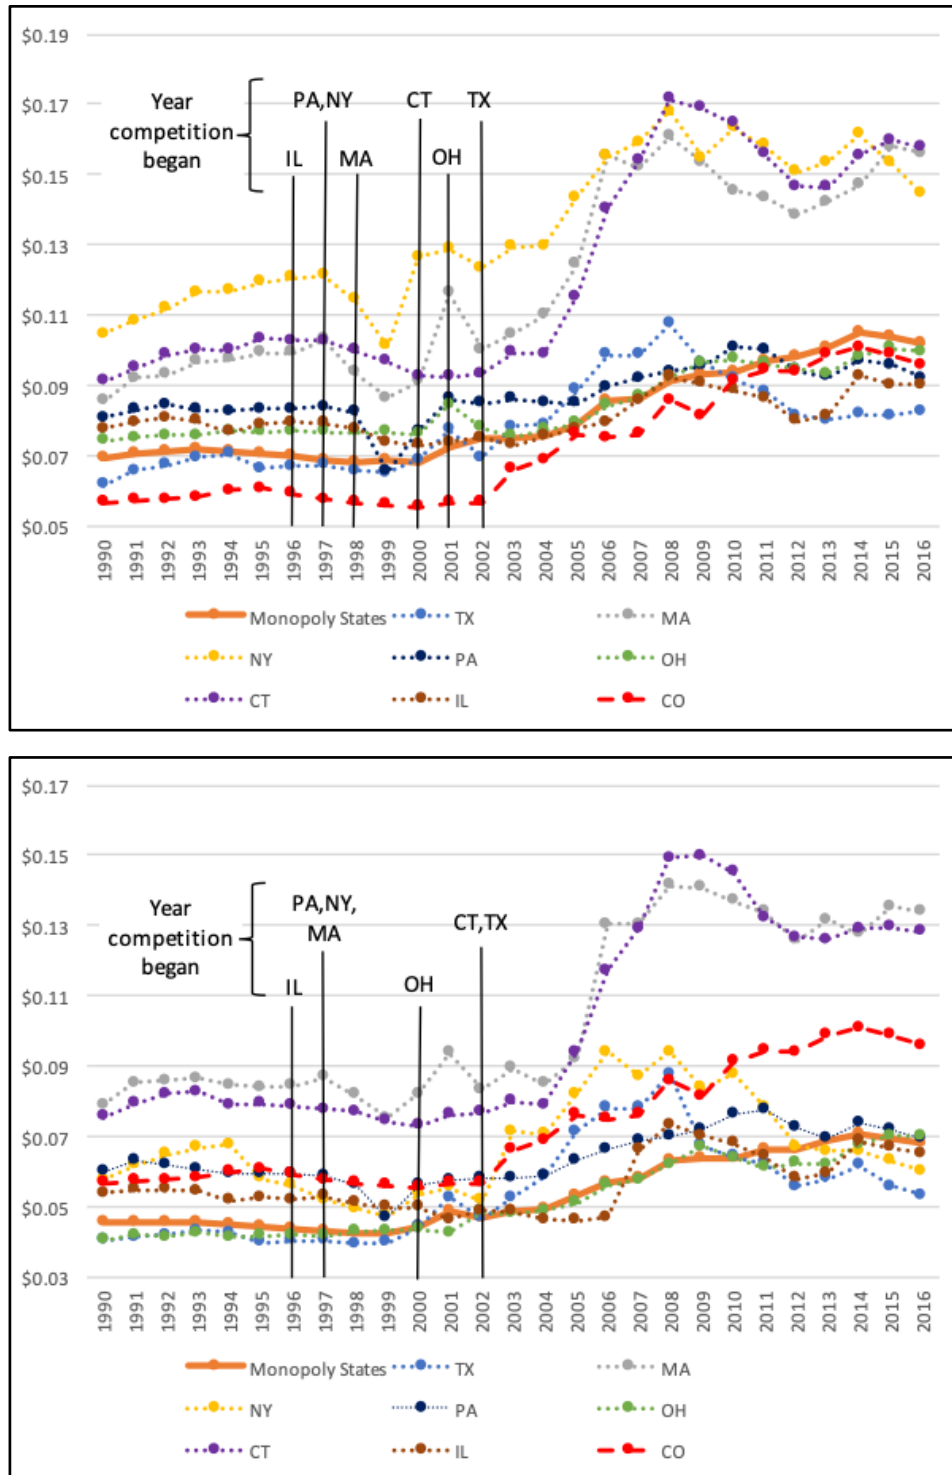 $0.19
$0.17
$0.15
$0.13
$0.11
$0.09
$0.07
$0.05
Year
competition
began
PA,NY
CT
TX
IL
MA
OH
1990 1991 1992 1993 1994 1995 1996 1997 1998 1999 2000 2001 2002 2003 2004 2005 2006 2007 2008 2009 2010 2011 2012 2013 2014 2015 2016
Monopoly States TX MA
NY PA OH
CT IL CO
$0.17
$0.15
$0.13
$0.11
$0.09
$0.07
$0.05
$0.03
Year
competition
began
PA,NY,
MA
CT,TX
IL
OH
1990 1991 1992 1993 1994 1995 1996 1997 1998 1999 2000 2001 2002 2003 2004 2005 2006 2007 2008 2009 2010 2011 2012 2013 2014 2015 2016
Monopoly States TX MA
NY PA OH
CT IL CO